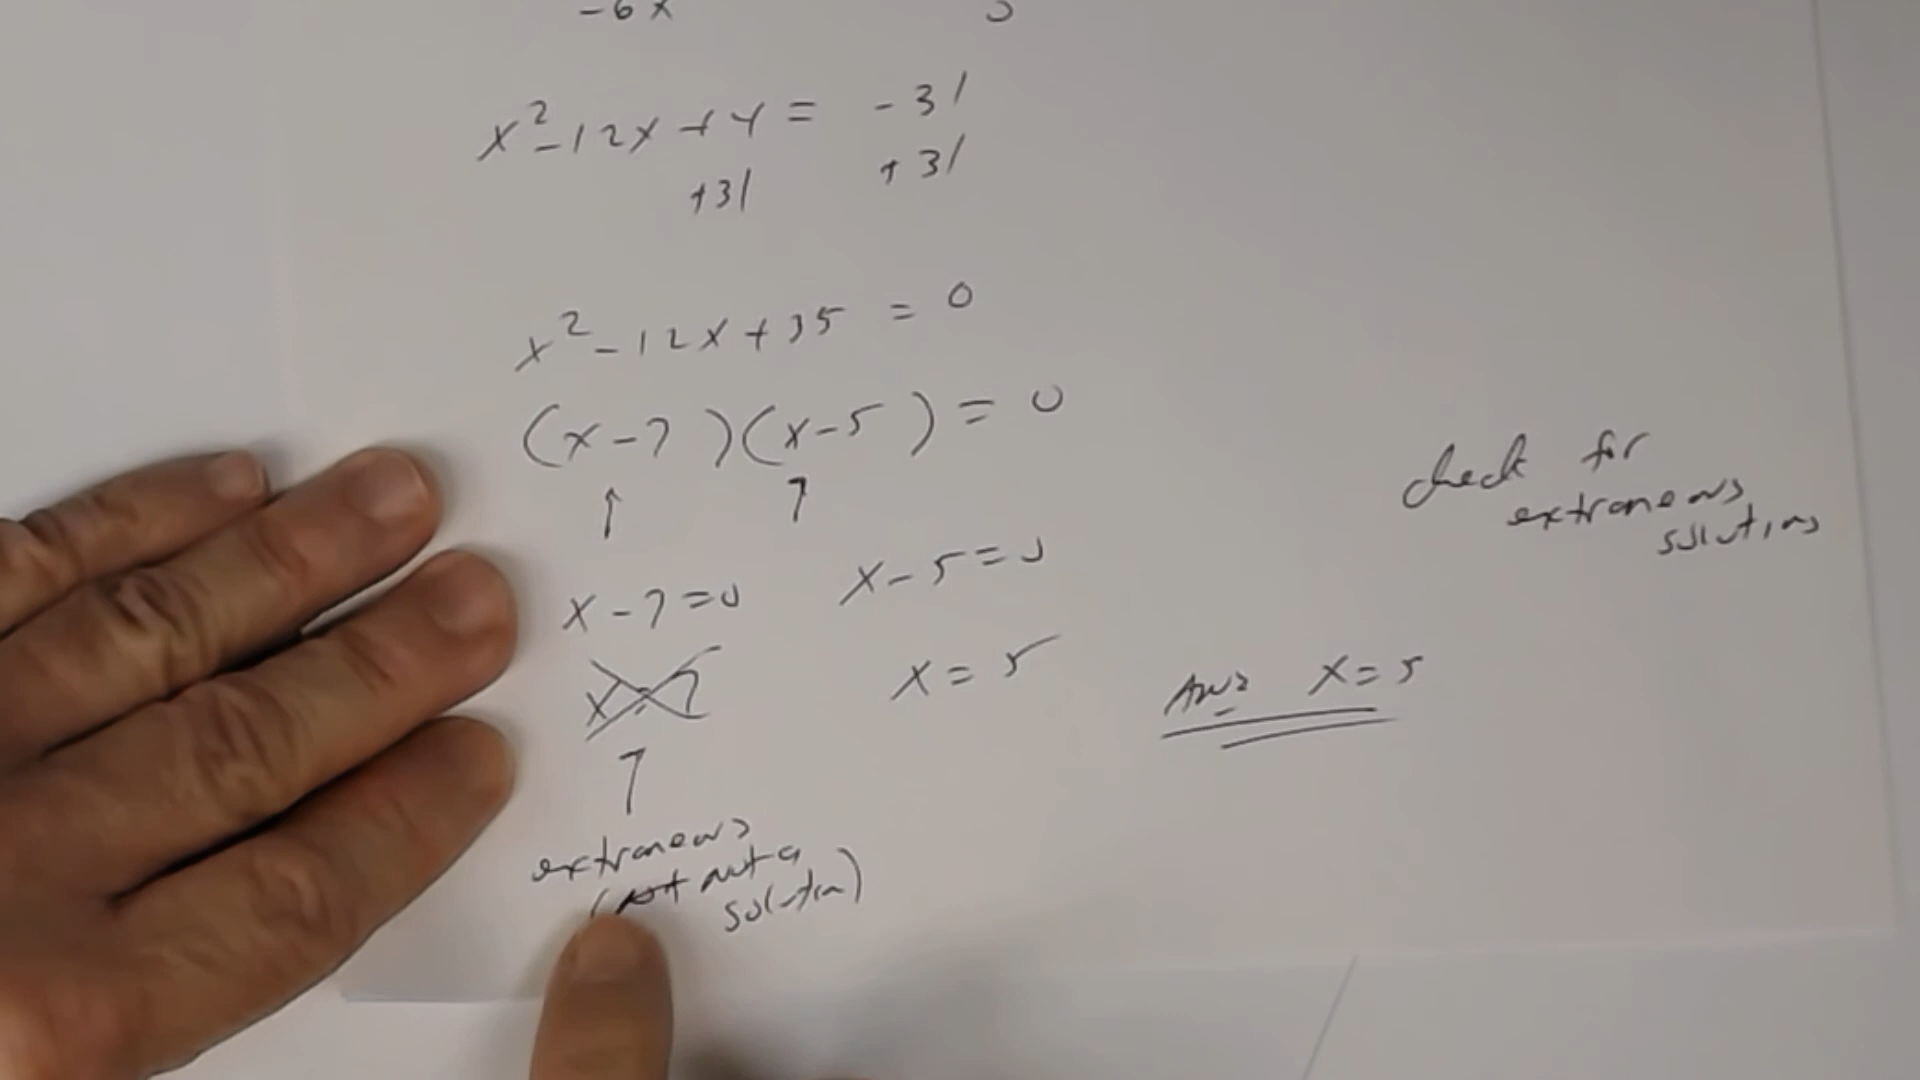 -6x
x²-12x+4 = -31
+31 +31
x²-12x+35 = 0
(x-7)(x-5) = 0
check for
extraneous
solutions
x-7=0 x-5=0
x=7 x=5 Ans x=5
extraneous
(not not a
solution)